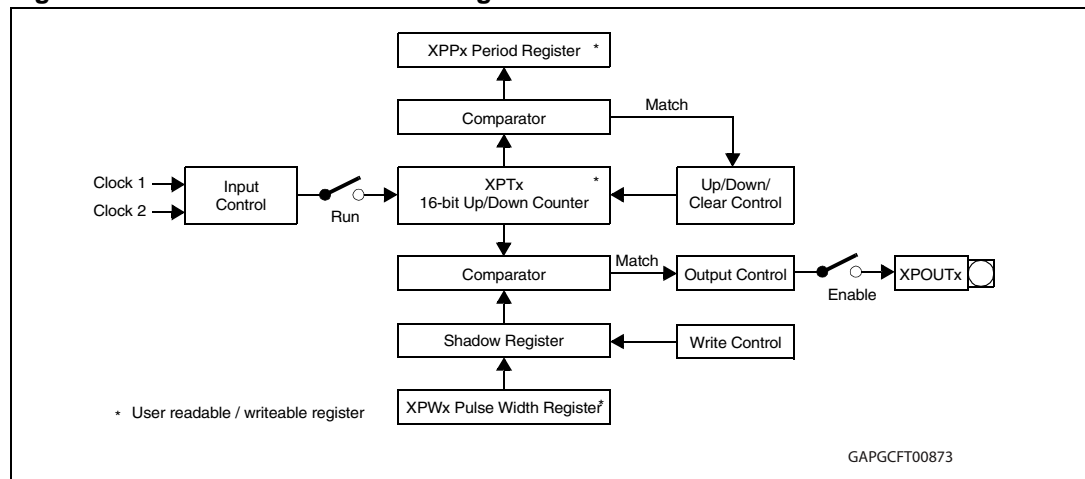 XPPx Period Register *
Comparator
Match
Clock 1
Clock 2
Input
Control
Run
XPTx *
16-bit Up/Down Counter
Up/Down/
Clear Control
Comparator
Match
Output Control
Enable
XPOUTx
Shadow Register
Write Control
XPWx Pulse Width Register*
* User readable / writeable register
GAPGCFT00873